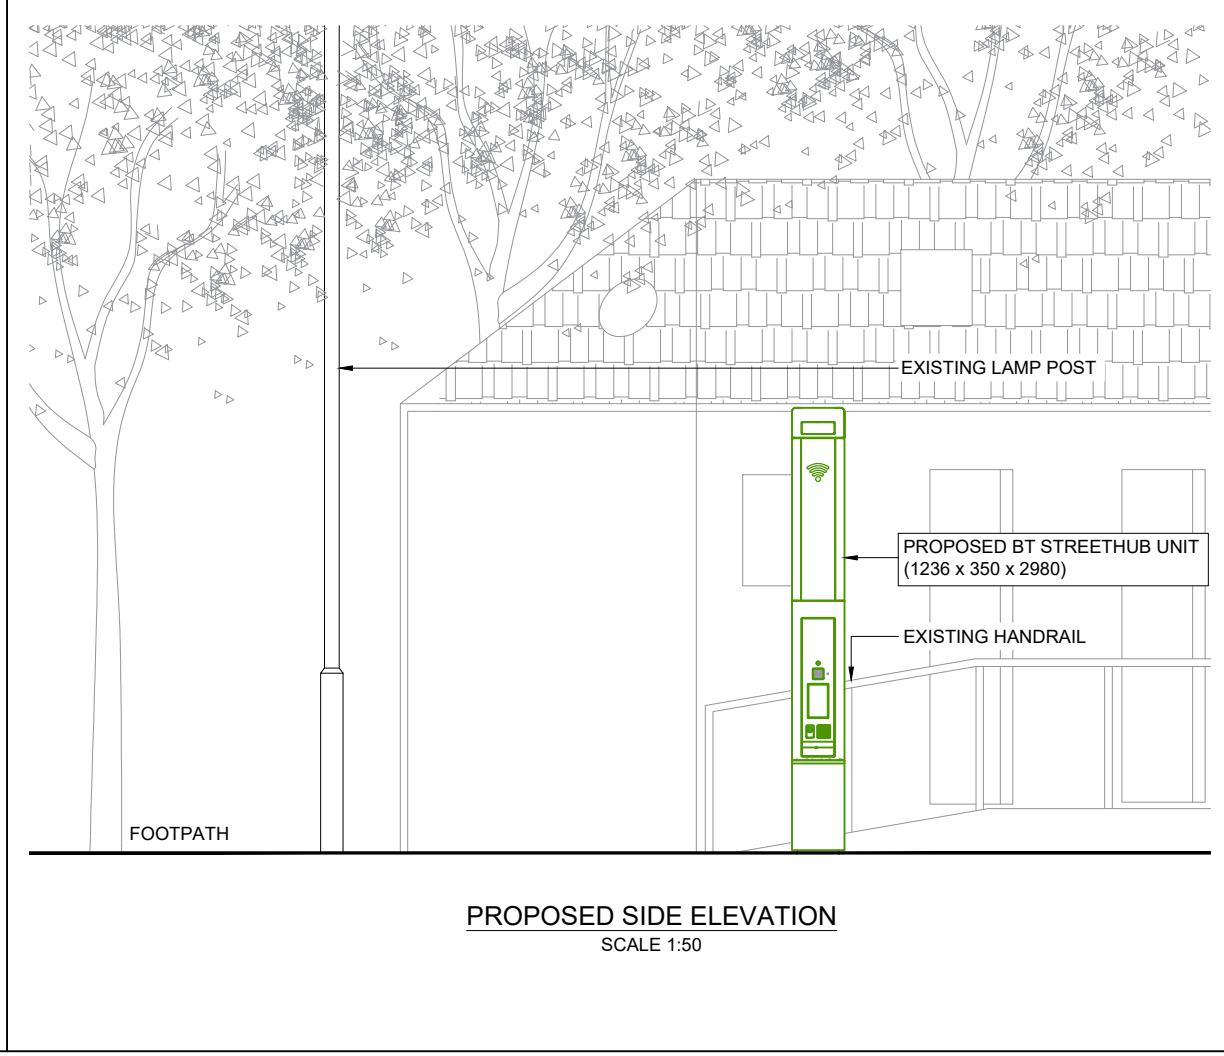 EXISTING LAMP POST
PROPOSED BT STREETHUB UNIT
(1236 x 350 x 2980)
EXISTING HANDRAIL
FOOTPATH
PROPOSED SIDE ELEVATION
SCALE 1:50